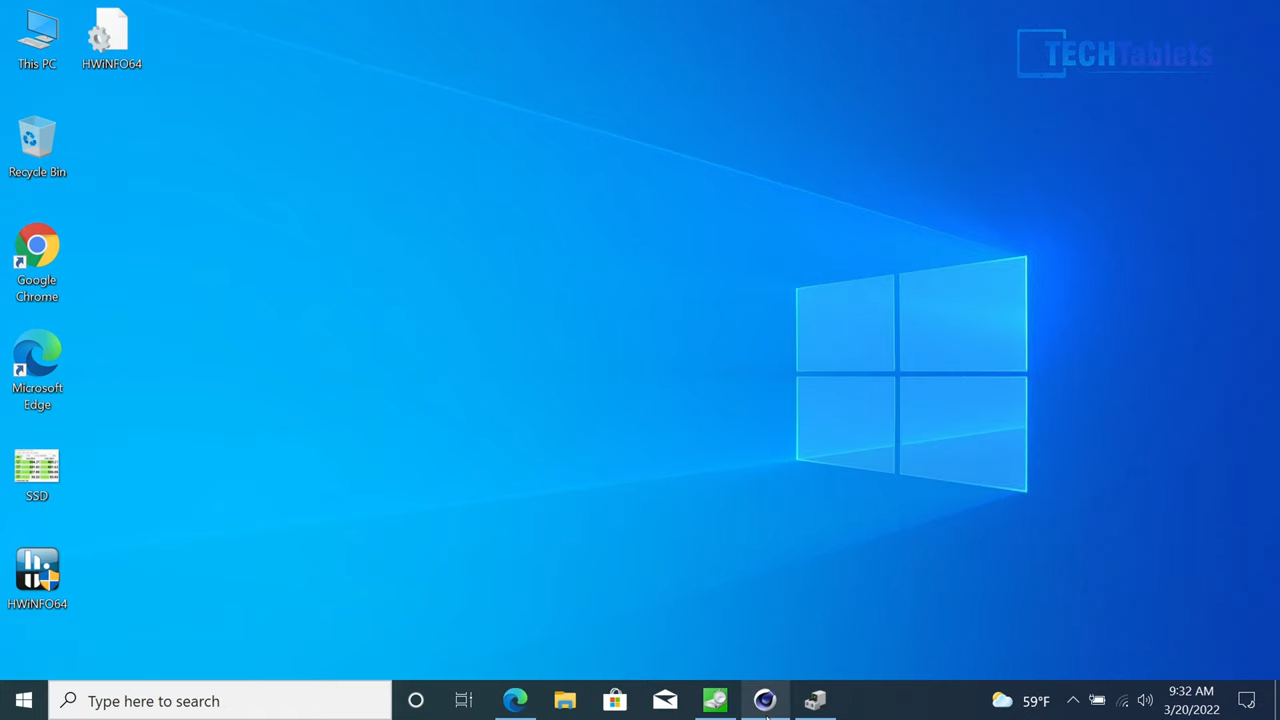 This PC
HWiNFO64
TECHTablets
Recycle Bin
Google
Chrome
Microsoft
Edge
SSD
HWiNFO64
Type here to search
59°F
9:32 AM
3/20/2022